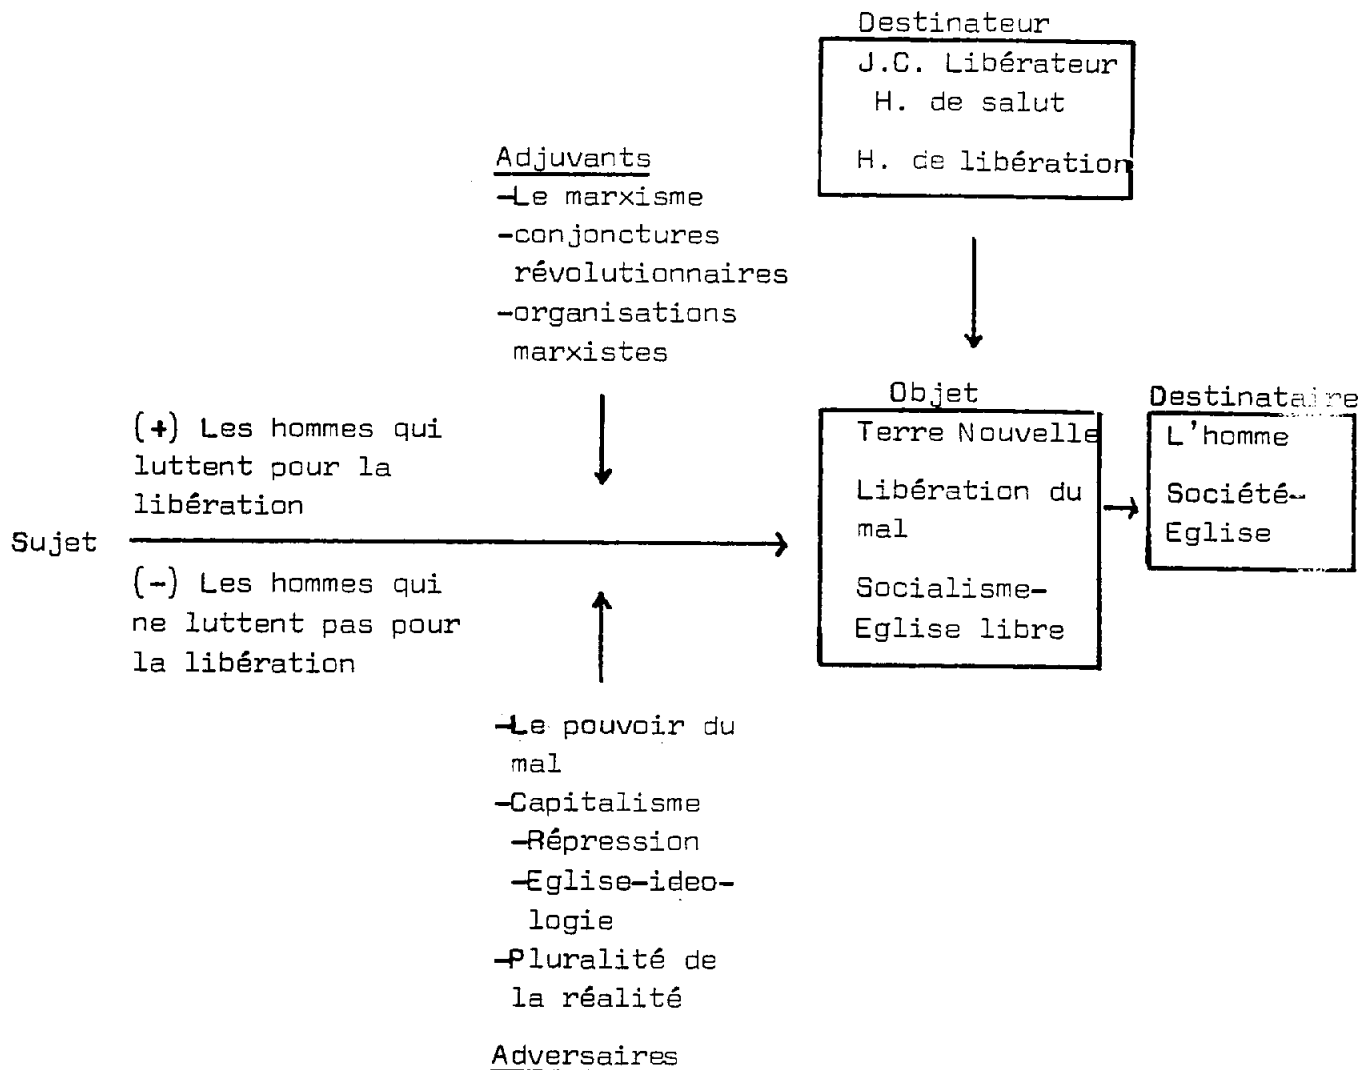 Destinateur
J.C. Libérateur
H. de salut
H. de libération
Adjuvants
-Le marxisme
-conjonctures
révolutionnaires
-organisations
marxistes
Objet
Terre Nouvelle
Libération du
mal
Socialisme-
Eglise libre
Destinataire
L'homme
Société-
Eglise
Sujet
(+) Les hommes qui
luttent pour la
libération
(-) Les hommes qui
ne luttent pas pour
la libération
-Le pouvoir du
mal
-Capitalisme
-Répression
-Eglise-ideo-
logie
-Pluralité de
la réalité
Adversaires